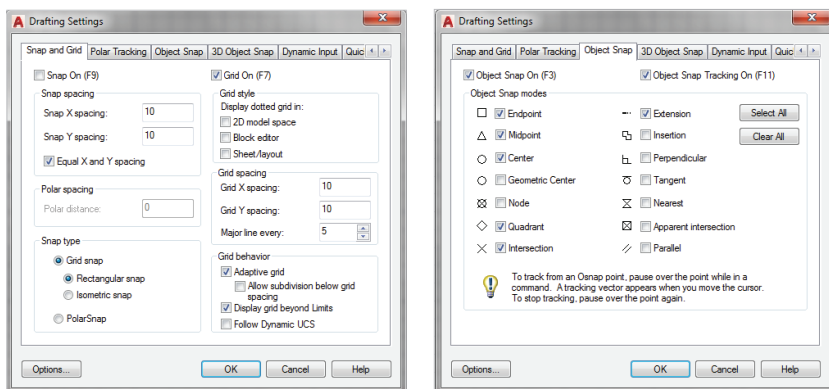 Drafting Settings
Snap and Grid Polar Tracking Object Snap 3D Object Snap Dynamic Input Quic
Snap On (F9)
Snap spacing
Snap X spacing: 10
Snap Y spacing: 10
Equal X and Y spacing
Polar spacing
Polar distance: 0
Snap type
Grid snap
Rectangular snap
Isometric snap
PolarSnap
Grid On (F7)
Grid style
Display dotted grid in:
2D model space
Block editor
Sheet/layout
Grid spacing
Grid X spacing: 10
Grid Y spacing: 10
Major line every: 5
Grid behavior
Adaptive grid
Allow subdivision below grid
spacing
Display grid beyond Limits
Follow Dynamic UCS
Options... OK Cancel Help
Drafting Settings
Snap and Grid Polar Tracking Object Snap 3D Object Snap Dynamic Input Quic
Object Snap On (F3) Object Snap Tracking On (F11)
Object Snap modes
Endpoint Extension Select All
Midpoint Insertion Clear All
Center Perpendicular
Geometric Center Tangent
Node Nearest
Quadrant Apparent intersection
Intersection Parallel
To track from an Osnap point, pause over the point while in a
command. A tracking vector appears when you move the cursor.
To stop tracking, pause over the point again.
Options... OK Cancel Help